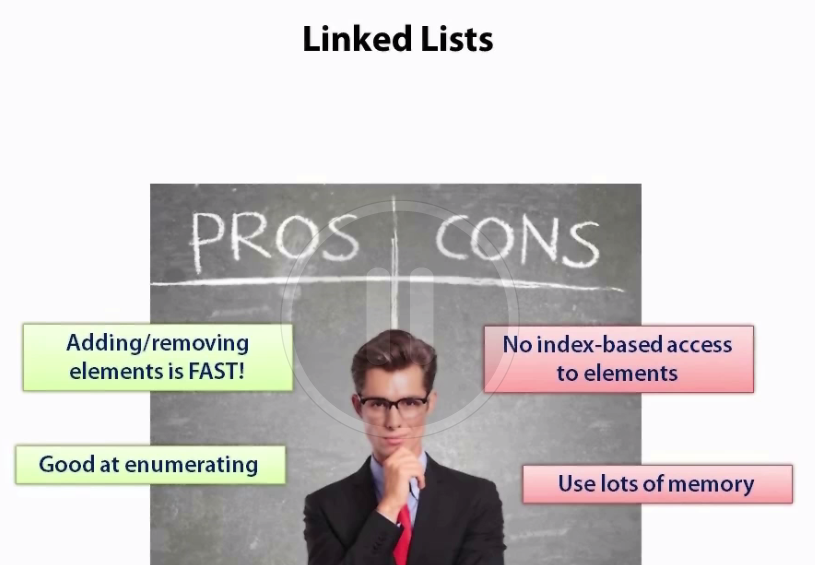 Linked Lists
PROS
CONS
Adding/removing
elements is FAST!
Good at enumerating
No index-based access
to elements
Use lots of memory